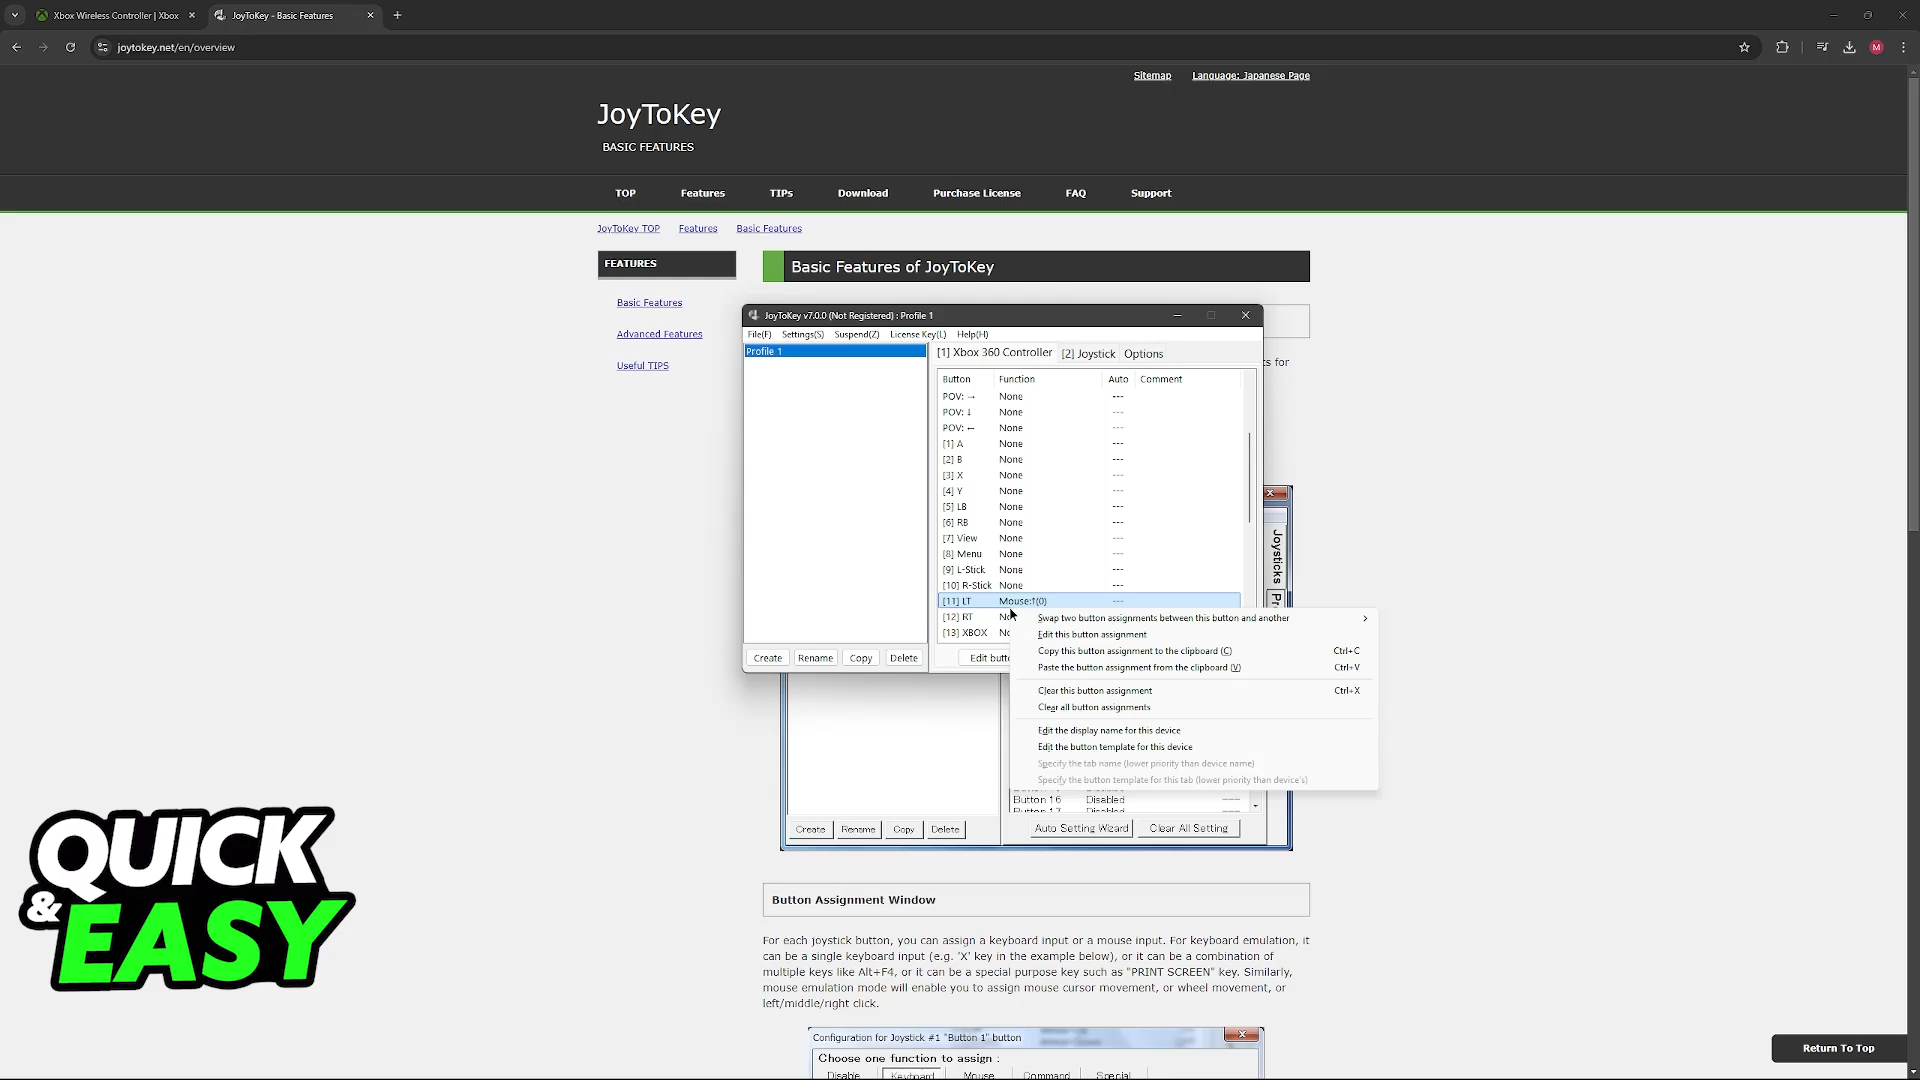 Xbox Wireless Controller | Xbox
JoyToKey - Basic Features
joytokey.net/en/overview
M
Sitemap
Language: Japanese Page
JoyToKey
BASIC FEATURES
TOP
Features
TIPs
Download
Purchase License
FAQ
Support
JoyToKey TOP
Features
Basic Features
FEATURES
Basic Features
Advanced Features
Useful TIPS
Basic Features of JoyToKey
ts for
JoyToKey v7.0.0 (Not Registered) : Profile 1
File(F)
Settings(S)
Suspend(Z)
License Key(L)
Help(H)
Profile 1
[1] Xbox 360 Controller
[2] Joystick
Options
Button Function Auto Comment
POV: → None ---
POV: ↓ None ---
POV: ← None ---
[1] A None ---
[2] B None ---
[3] X None ---
[4] Y None ---
[5] LB None ---
[6] RB None ---
[7] View None ---
[8] Menu None ---
[9] L-Stick None ---
[10] R-Stick None ---
[11] LT Mouse:↑(0) ---
[12] RT
[13] XBOX
Create
Rename
Copy
Delete
Edit butt
Swap two button assignments between this button and another
Edit this button assignment
Copy this button assignment to the clipboard (C) Ctrl+C
Paste the button assignment from the clipboard (V) Ctrl+V
Clear this button assignment Ctrl+X
Clear all button assignments
Edit the display name for this device
Edit the button template for this device
Specify the tab name (lower priority than device name)
Specify the button template for this tab (lower priority than device's)
Joysticks
Button 16 Disabled ---
Button 17 Disabled
Create
Rename
Copy
Delete
Auto Setting Wizard
Clear All Setting
QUICK
& EASY
Button Assignment Window
For each joystick button, you can assign a keyboard input or a mouse input. For keyboard emulation, it
can be a single keyboard input (e.g. 'X' key in the example below), or it can be a combination of
multiple keys like Alt+F4, or it can be a special purpose key such as "PRINT SCREEN" key. Similarly,
mouse emulation mode will enable you to assign mouse cursor movement, or wheel movement, or
left/middle/right click.
Configuration for Joystick #1 "Button 1" button
Choose one function to assign :
Disable
Keyboard
Mouse
Command
Special
Return To Top